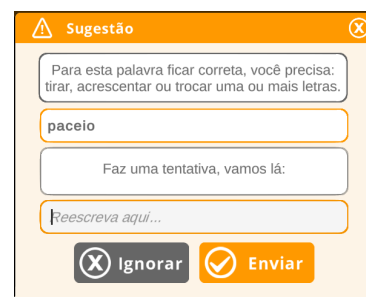 Sugestão
Para esta palavra ficar correta, você precisa:
tirar, acrescentar ou trocar uma ou mais letras.
paceio
Faz uma tentativa, vamos lá:
Reescreva aqui...
Ignorar
Enviar